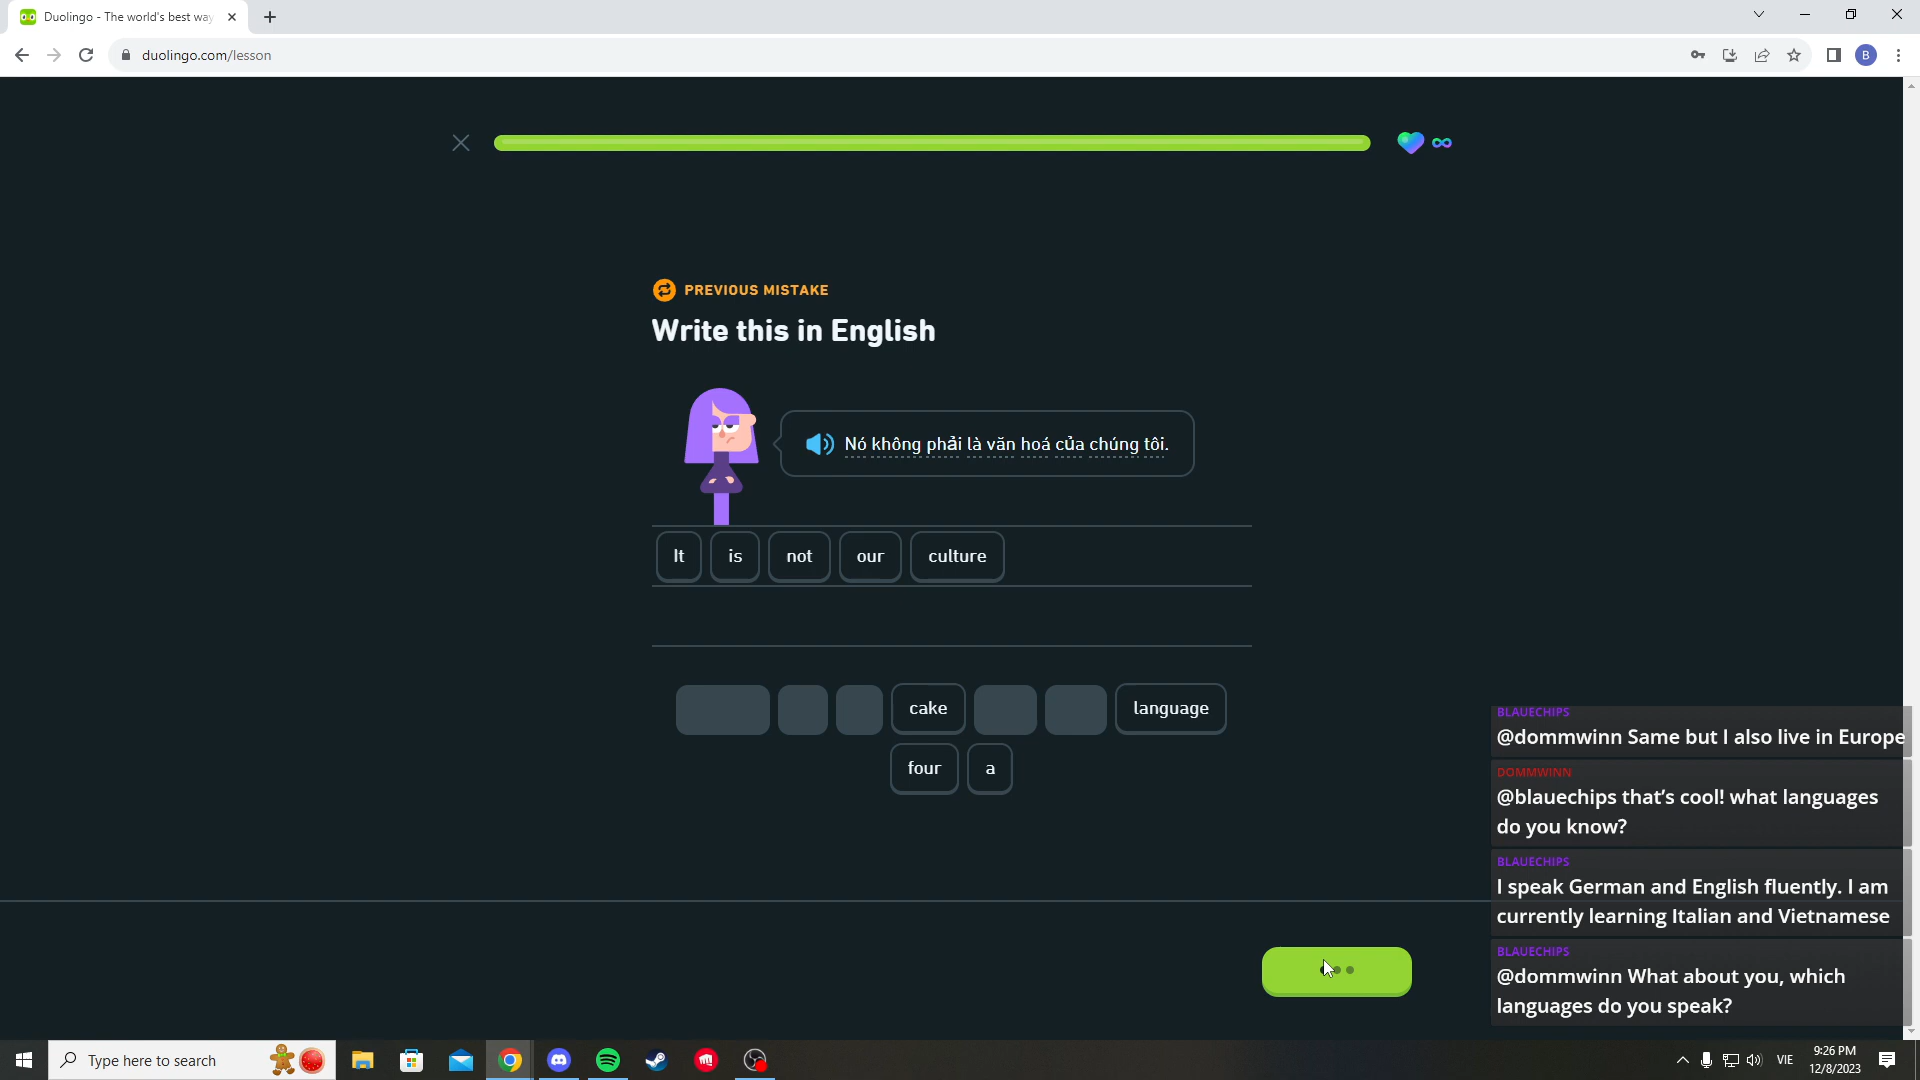 Duolingo - The world's best way
duolingo.com/lesson
B
PREVIOUS MISTAKE
Write this in English
Nó không phải là văn hoá của chúng tôi.
It is not our culture
cake language
four a
BLAUECHIPS
@dommwinn Same but I also live in Europe
DOMMWINN
@blauechips that's cool! what languages
do you know?
BLAUECHIPS
I speak German and English fluently. I am
currently learning Italian and Vietnamese
BLAUECHIPS
@dommwinn What about you, which
languages do you speak?
Type here to search
VIE
9:26 PM
12/8/2023